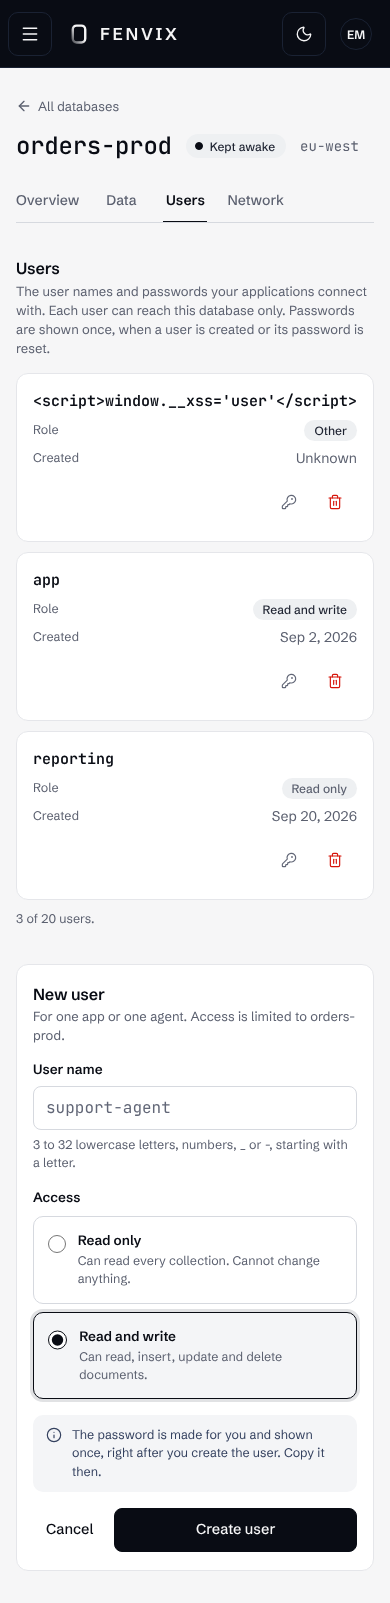 FENVIX
EM
All databases
orders-prod
Kept awake
eu-west
Overview
Data
Users
Network
Users
The user names and passwords your applications connect
with. Each user can reach this database only. Passwords
are shown once, when a user is created or its password is
reset.
<script>window.__xss='user'</script>
Role
Other
Created
Unknown
app
Role
Read and write
Created
Sep 2, 2026
reporting
Role
Read only
Created
Sep 20, 2026
3 of 20 users.
New user
For one app or one agent. Access is limited to orders-
prod.
User name
support-agent
3 to 32 lowercase letters, numbers, _ or -, starting with
a letter.
Access
Read only
Can read every collection. Cannot change
anything.
Read and write
Can read, insert, update and delete
documents.
The password is made for you and shown
once, right after you create the user. Copy it
then.
Cancel
Create user